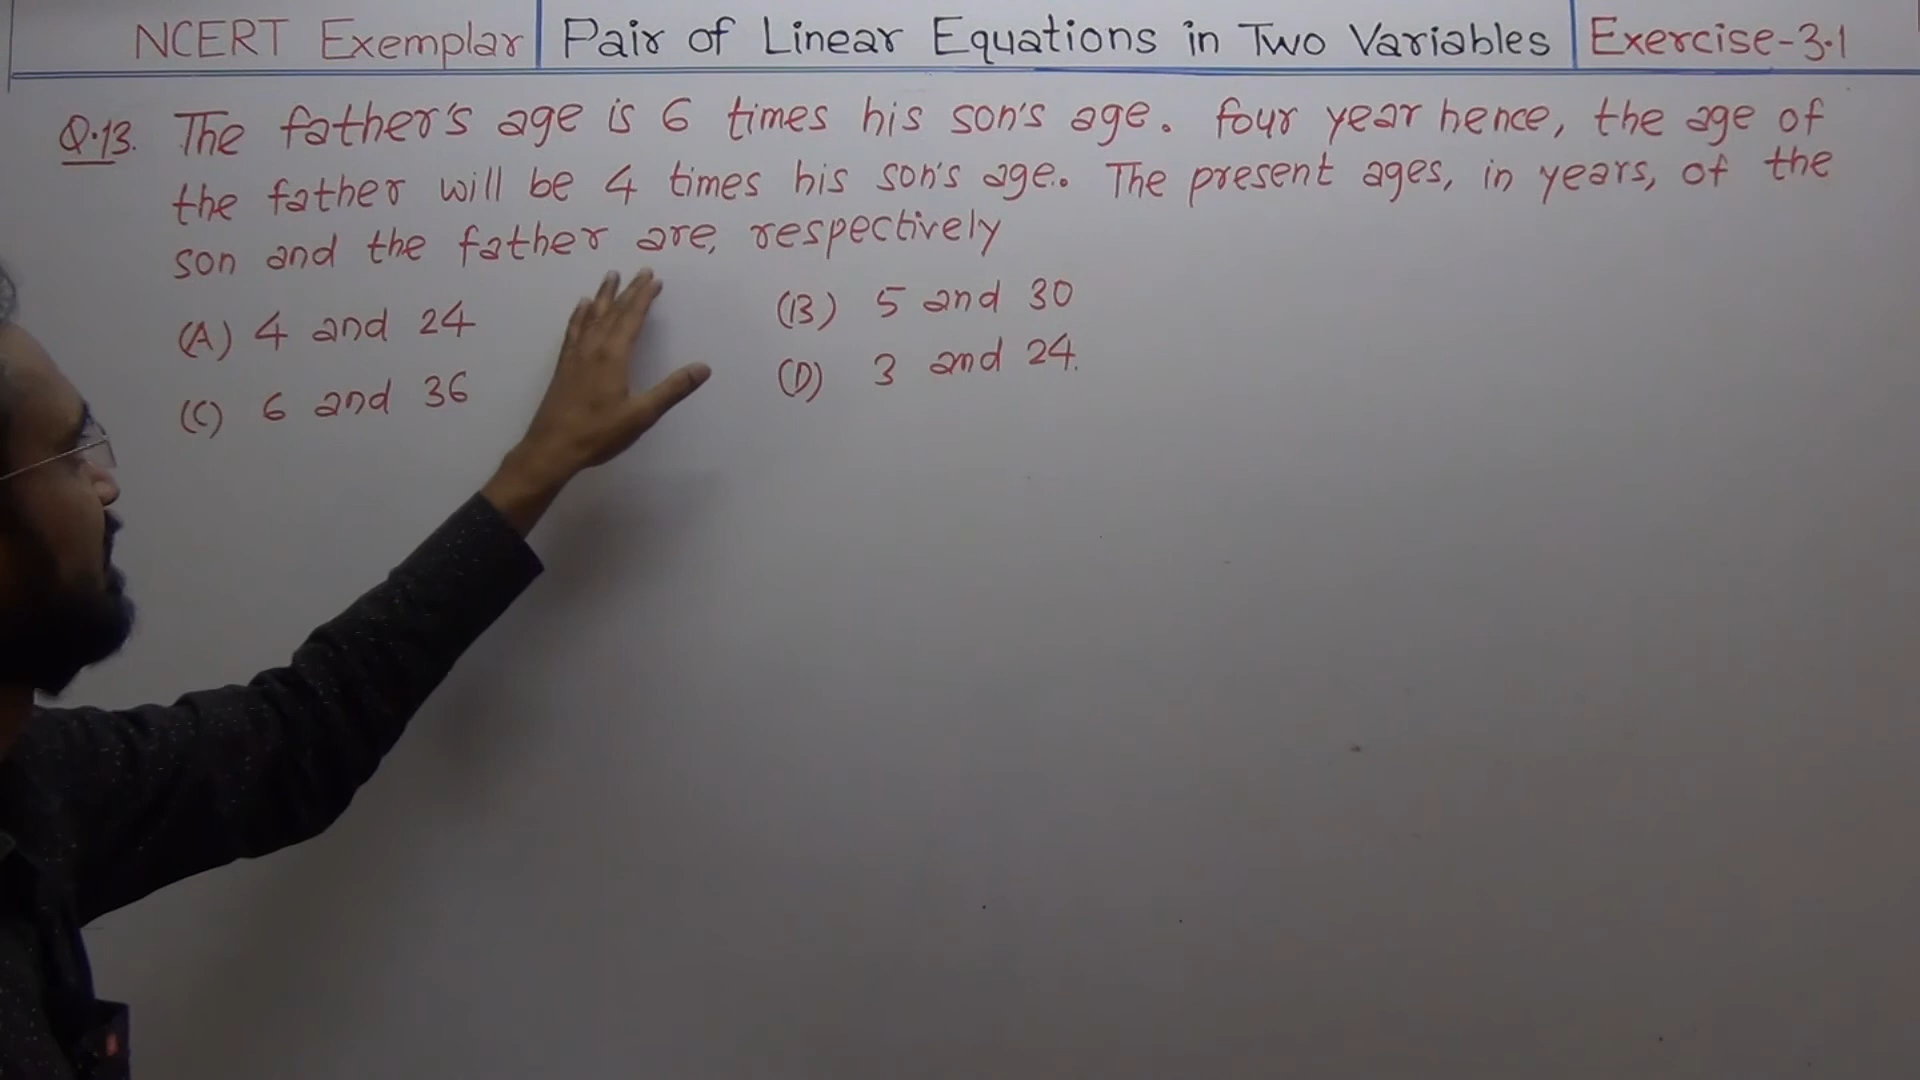 NCERT Exemplar Pair of Linear Equations in Two Variables Exercise-3.1
Q.13. The father's age is 6 times his son's age. four year hence, the age of
the father will be 4 times his son's age. The present ages, in years, of the
son and the father are, respectively
(A) 4 and 24 (B) 5 and 30
(C) 6 and 36 (D) 3 and 24.